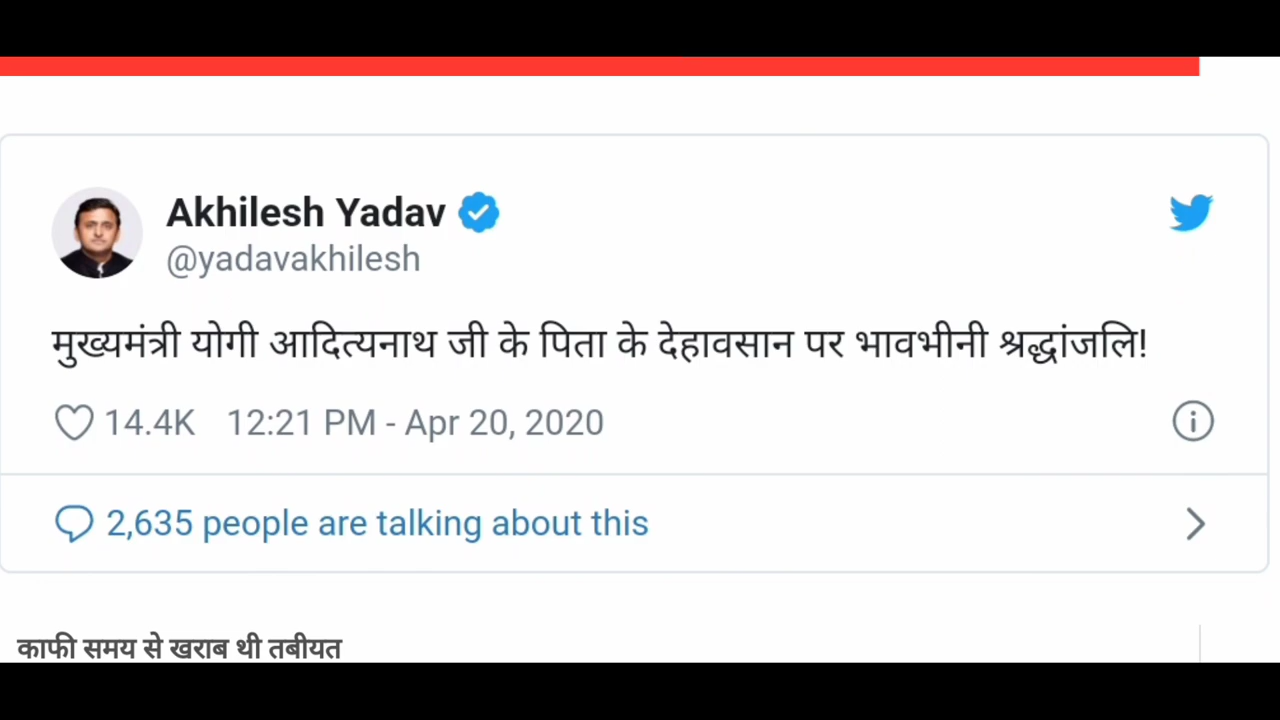 Akhilesh Yadav
@yadavakhilesh
मुख्यमंत्री योगी आदित्यनाथ जी के पिता के देहावसान पर भावभीनी श्रद्धांजलि!
14.4K 12:21 PM - Apr 20, 2020
2,635 people are talking about this
काफी समय से खराब थी तबीयत